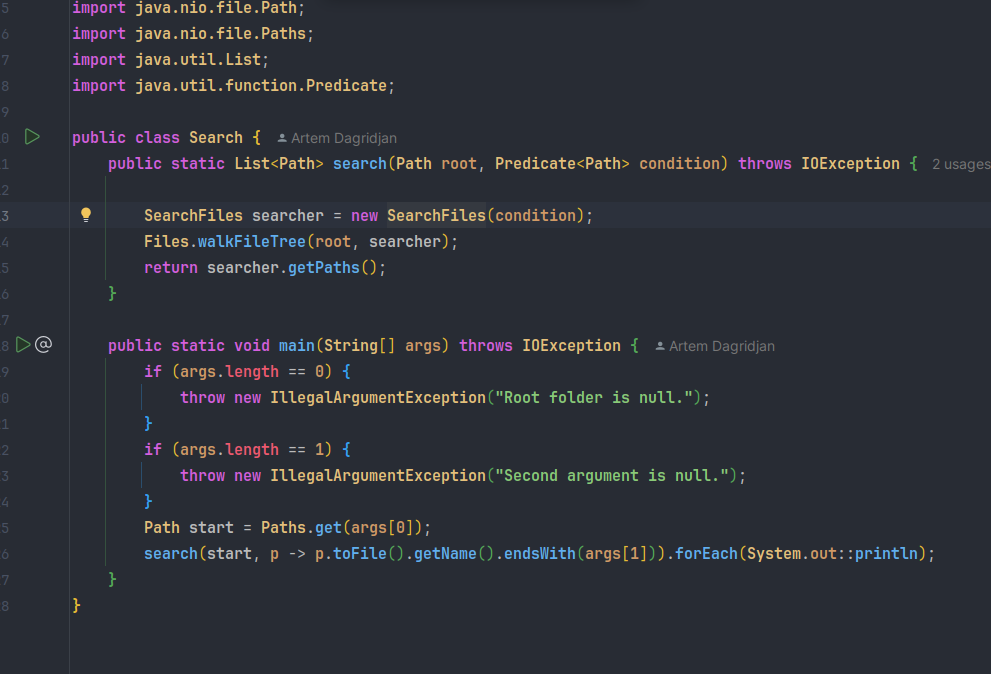 5 import java.nio.file.Path;
6 import java.nio.file.Paths;
7 import java.util.List;
8 import java.util.function.Predicate;
9
0 public class Search { Artem Dagridjan
1     public static List<Path> search(Path root, Predicate<Path> condition) throws IOException { 2 usages
2
3         SearchFiles searcher = new SearchFiles(condition);
4         Files.walkFileTree(root, searcher);
5         return searcher.getPaths();
6     }
7
8 @     public static void main(String[] args) throws IOException { Artem Dagridjan
9         if (args.length == 0) {
0             throw new IllegalArgumentException("Root folder is null.");
1         }
2         if (args.length == 1) {
3             throw new IllegalArgumentException("Second argument is null.");
4         }
5         Path start = Paths.get(args[0]);
6         search(start, p -> p.toFile().getName().endsWith(args[1])).forEach(System.out::println);
7     }
8 }